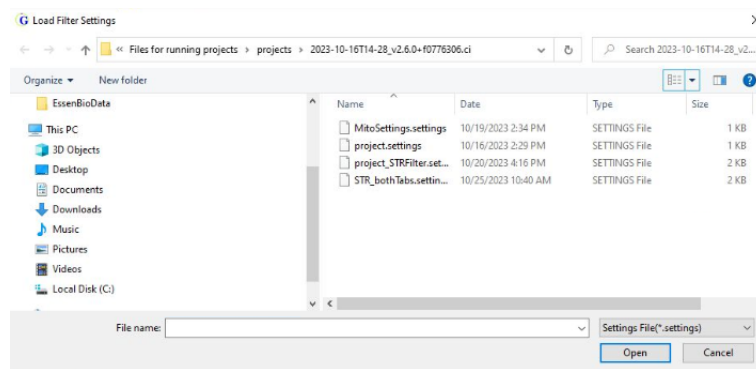 G Load Filter Settings
« Files for running projects > projects > 2023-10-16T14-28_v2.6.0+f0776306.ci
Search 2023-10-16T14-28_v2...
Organize New folder
EssenBioData
This PC
3D Objects
Desktop
Documents
Downloads
Music
Pictures
Videos
Local Disk (C:)
Name Date Type Size
MitoSettings.settings 10/19/2023 2:34 PM SETTINGS File 1 KB
project.settings 10/16/2023 2:29 PM SETTINGS File 1 KB
project_STRFilter.set... 10/20/2023 4:16 PM SETTINGS File 2 KB
STR_bothTabs.settin... 10/25/2023 10:40 AM SETTINGS File 2 KB
File name:
Settings File(*.settings)
Open Cancel